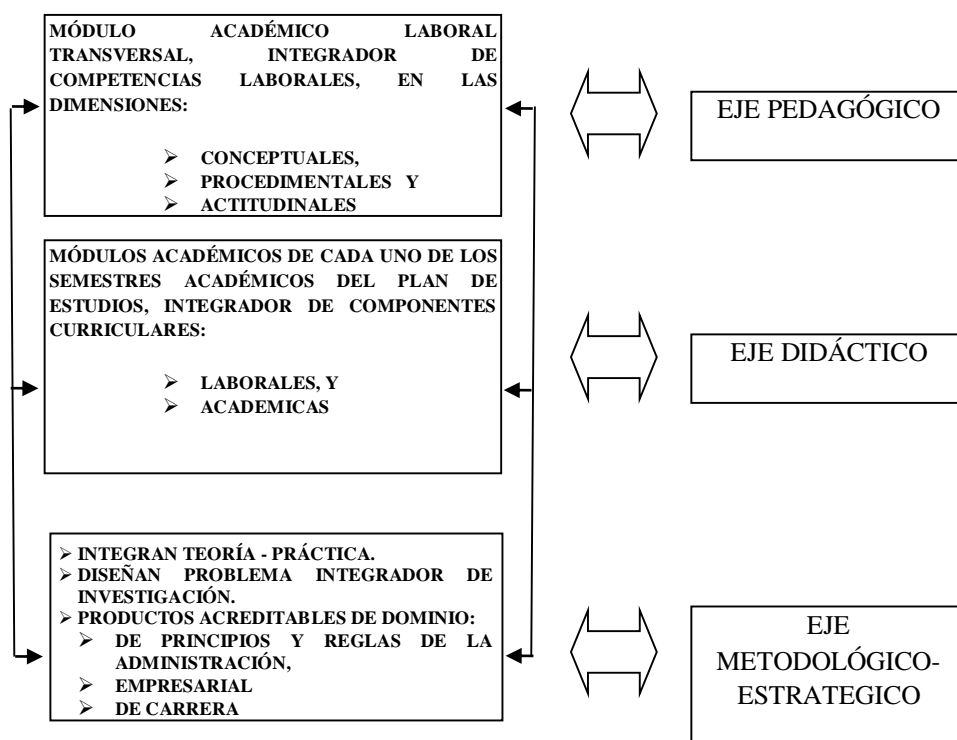 MÓDULO ACADÉMICO LABORAL
TRANSVERSAL, INTEGRADOR DE
COMPETENCIAS LABORALES, EN LAS
DIMENSIONES:
➢ CONCEPTUALES,
➢ PROCEDIMENTALES Y
➢ ACTITUDINALES
EJE PEDAGÓGICO
MÓDULOS ACADÉMICOS DE CADA UNO DE LOS
SEMESTRES ACADÉMICOS DEL PLAN DE
ESTUDIOS, INTEGRADOR DE COMPONENTES
CURRICULARES:
➢ LABORALES, Y
➢ ACADEMICAS
EJE DIDÁCTICO
➢ INTEGRAN TEORÍA - PRÁCTICA.
➢ DISEÑAN PROBLEMA INTEGRADOR DE
INVESTIGACIÓN.
➢ PRODUCTOS ACREDITABLES DE DOMINIO:
➢ DE PRINCIPIOS Y REGLAS DE LA
ADMINISTRACIÓN,
➢ EMPRESARIAL
➢ DE CARRERA
EJE
METODOLÓGICO-
ESTRATEGICO